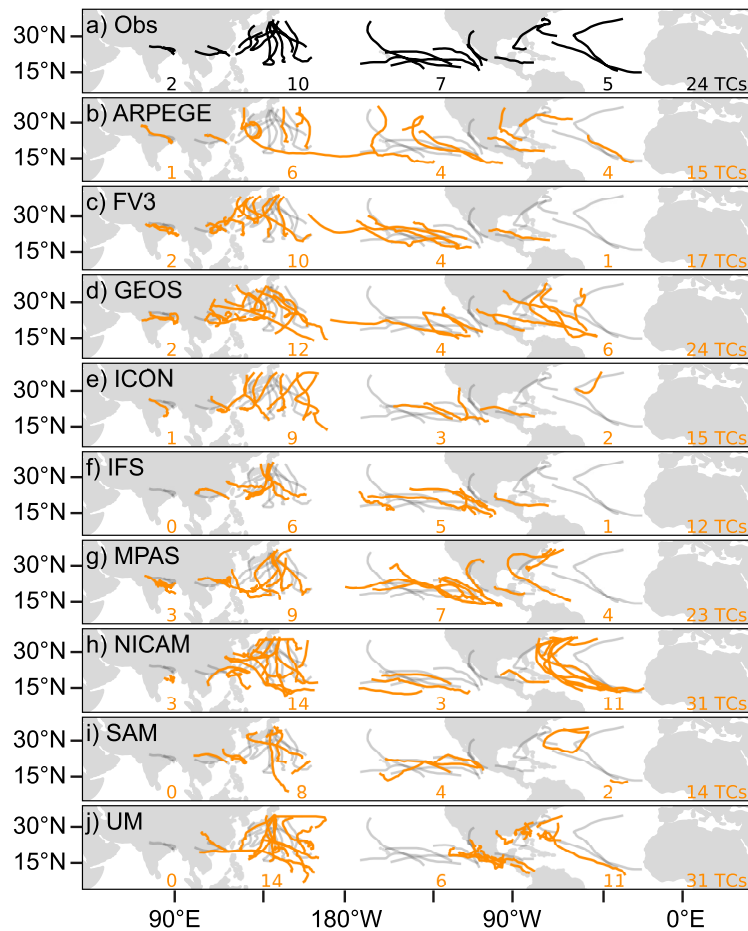 a) Obs
30°N
15°N
2 10 7 5 24 TCs
b) ARPEGE
30°N
15°N
1 6 4 4 15 TCs
c) FV3
30°N
15°N
2 10 4 1 17 TCs
d) GEOS
30°N
15°N
2 12 4 6 24 TCs
e) ICON
30°N
15°N
1 9 3 2 15 TCs
f) IFS
30°N
15°N
0 6 5 1 12 TCs
g) MPAS
30°N
15°N
3 9 7 4 23 TCs
h) NICAM
30°N
15°N
3 14 3 11 31 TCs
i) SAM
30°N
15°N
0 8 4 2 14 TCs
j) UM
30°N
15°N
0 14 6 11 31 TCs
90°E 180°W 90°W 0°E